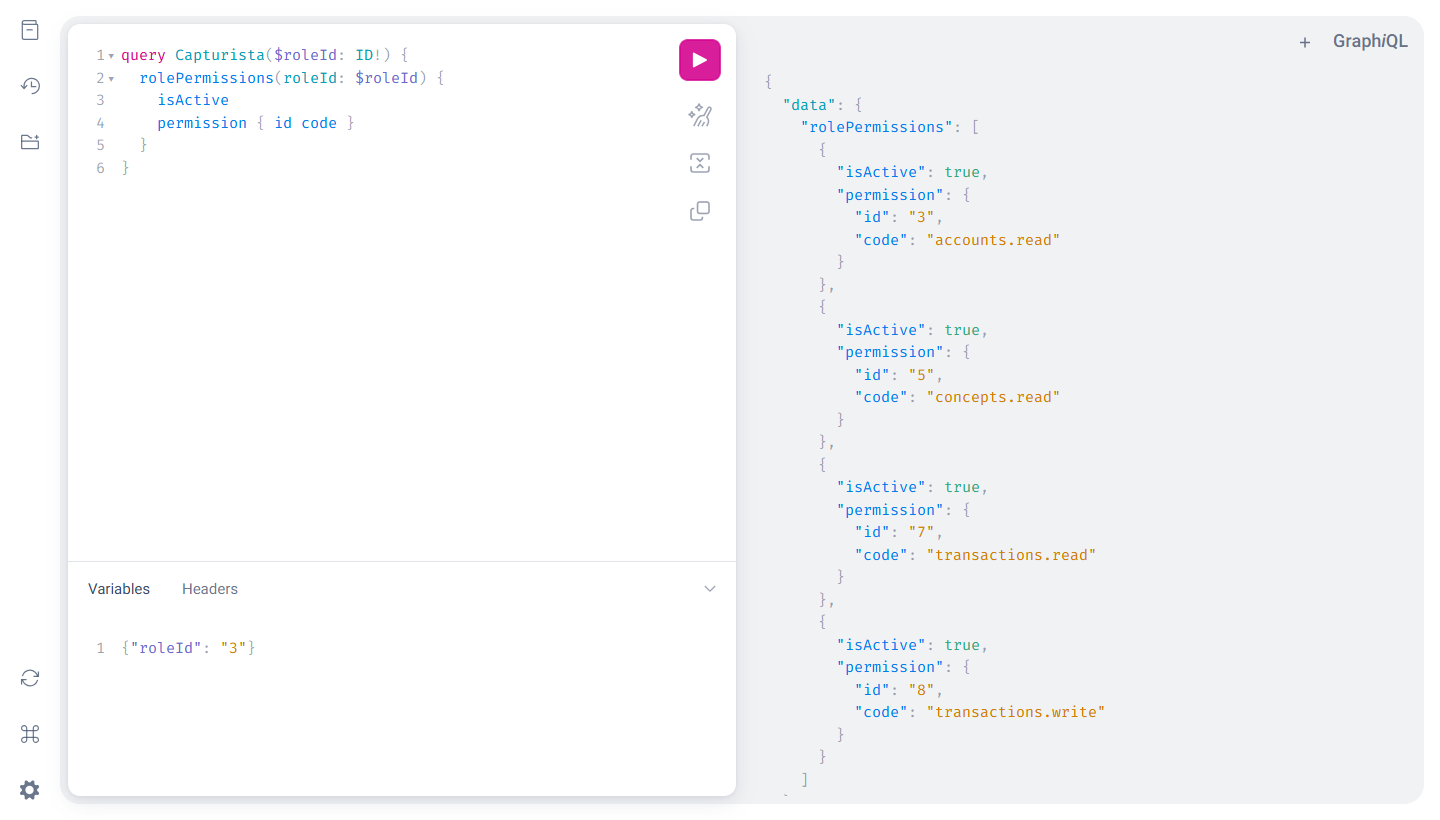 1 query Capturista($roleId: ID!) {
2   rolePermissions(roleId: $roleId) {
3     isActive
4     permission { id code }
5   }
6 }
Variables Headers
1 {"roleId": "3"}
+ GraphiQL
{
  "data": {
    "rolePermissions": [
      {
        "isActive": true,
        "permission": {
          "id": "3",
          "code": "accounts.read"
        }
      },
      {
        "isActive": true,
        "permission": {
          "id": "5",
          "code": "concepts.read"
        }
      },
      {
        "isActive": true,
        "permission": {
          "id": "7",
          "code": "transactions.read"
        }
      },
      {
        "isActive": true,
        "permission": {
          "id": "8",
          "code": "transactions.write"
        }
      }
    ]